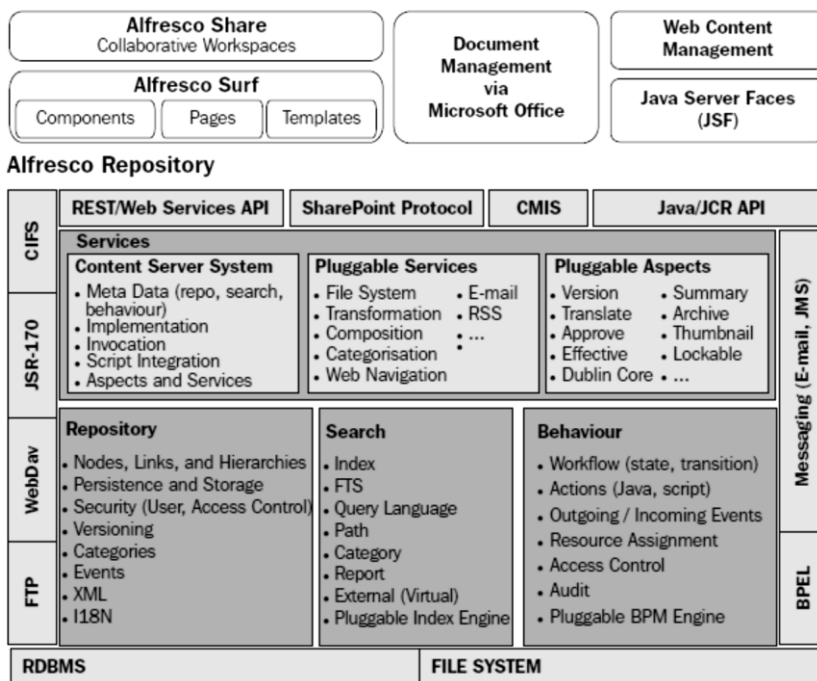 Alfresco Share
Collaborative Workspaces
Alfresco Surf
Components
Pages
Templates
Document
Management
via
Microsoft Office
Web Content
Management
Java Server Faces
(JSF)
Alfresco Repository
CIFS
JSR-170
WebDav
FTP
REST/Web Services API
SharePoint Protocol
CMIS
Java/JCR API
Services
Content Server System
• Meta Data (repo, search,
behaviour)
• Implementation
• Invocation
• Script Integration
• Aspects and Services
Pluggable Services
• File System
• Transformation
• Composition
• Categorisation
• Web Navigation
• E-mail
• RSS
• ...
•
Pluggable Aspects
• Version
• Translate
• Approve
• Effective
• Dublin Core
• Summary
• Archive
• Thumbnail
• Lockable
• ...
Repository
• Nodes, Links, and Hierarchies
• Persistence and Storage
• Security (User, Access Control)
• Versioning
• Categories
• Events
• XML
• I18N
Search
• Index
• FTS
• Query Language
• Path
• Category
• Report
• External (Virtual)
• Pluggable Index Engine
Behaviour
• Workflow (state, transition)
• Actions (Java, script)
• Outgoing / Incoming Events
• Resource Assignment
• Access Control
• Audit
• Pluggable BPM Engine
Messaging (E-mail, JMS)
BPEL
RDBMS
FILE SYSTEM